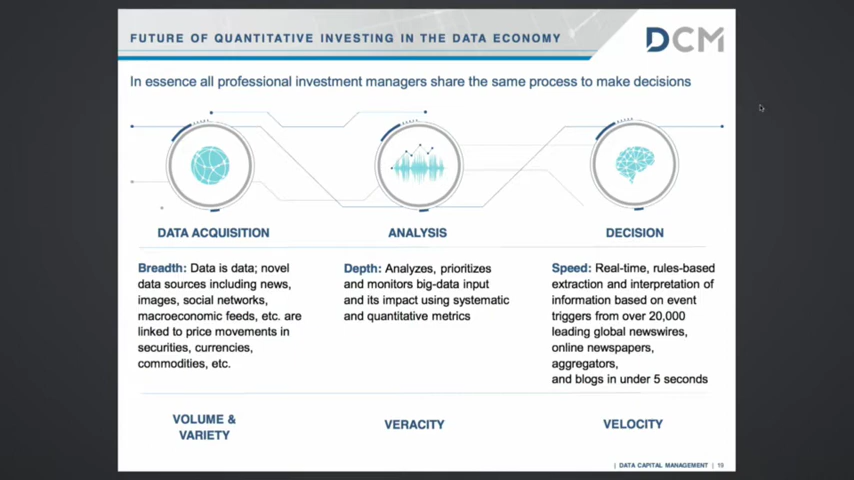 FUTURE OF QUANTITATIVE INVESTING IN THE DATA ECONOMY
DCM
In essence all professional investment managers share the same process to make decisions
DATA ACQUISITION
Breadth: Data is data; novel
data sources including news,
images, social networks,
macroeconomic feeds, etc. are
linked to price movements in
securities, currencies,
commodities, etc.
VOLUME &
VARIETY
ANALYSIS
Depth: Analyzes, prioritizes
and monitors big-data input
and its impact using systematic
and quantitative metrics
VERACITY
DECISION
Speed: Real-time, rules-based
extraction and interpretation of
information based on event
triggers from over 20,000
leading global newswires,
online newspapers,
aggregators,
and blogs in under 5 seconds
VELOCITY
| DATA CAPITAL MANAGEMENT | 19